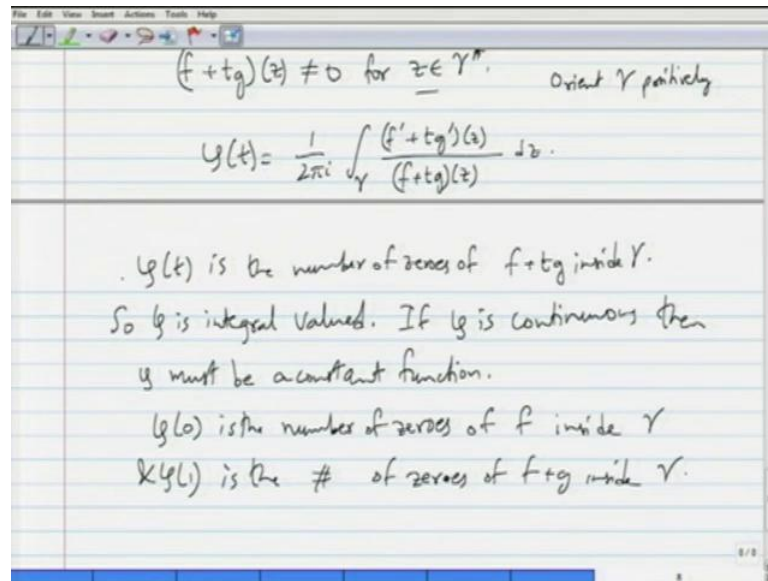 File Edit View Insert Actions Tools Help
(f + tg)(z) ≠ 0 for z ∈ γ*. Orient γ positively
φ(t) = 1/2πi ∫γ (f' + tg')(z)/(f+tg)(z) dz.
. φ(t) is the number of zeroes of f+tg inside γ.
So φ is integral valued. If φ is continuous then
φ must be a constant function.
φ(0) is the number of zeroes of f inside γ
& φ(1) is the # of zeroes of f+g inside γ.